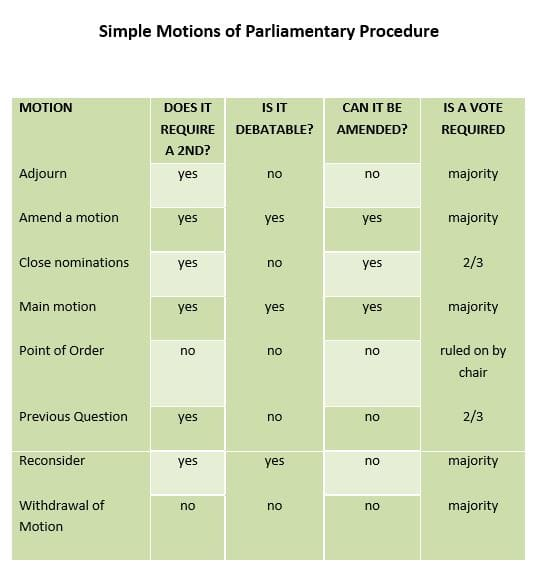 Simple Motions of Parliamentary Procedure
MOTION DOES IT REQUIRE A 2ND? IS IT DEBATABLE? CAN IT BE AMENDED? IS A VOTE REQUIRED
Adjourn yes no no majority
Amend a motion yes yes yes majority
Close nominations yes no yes 2/3
Main motion yes yes yes majority
Point of Order no no no ruled on by chair
Previous Question yes no no 2/3
Reconsider yes yes no majority
Withdrawal of Motion no no no majority